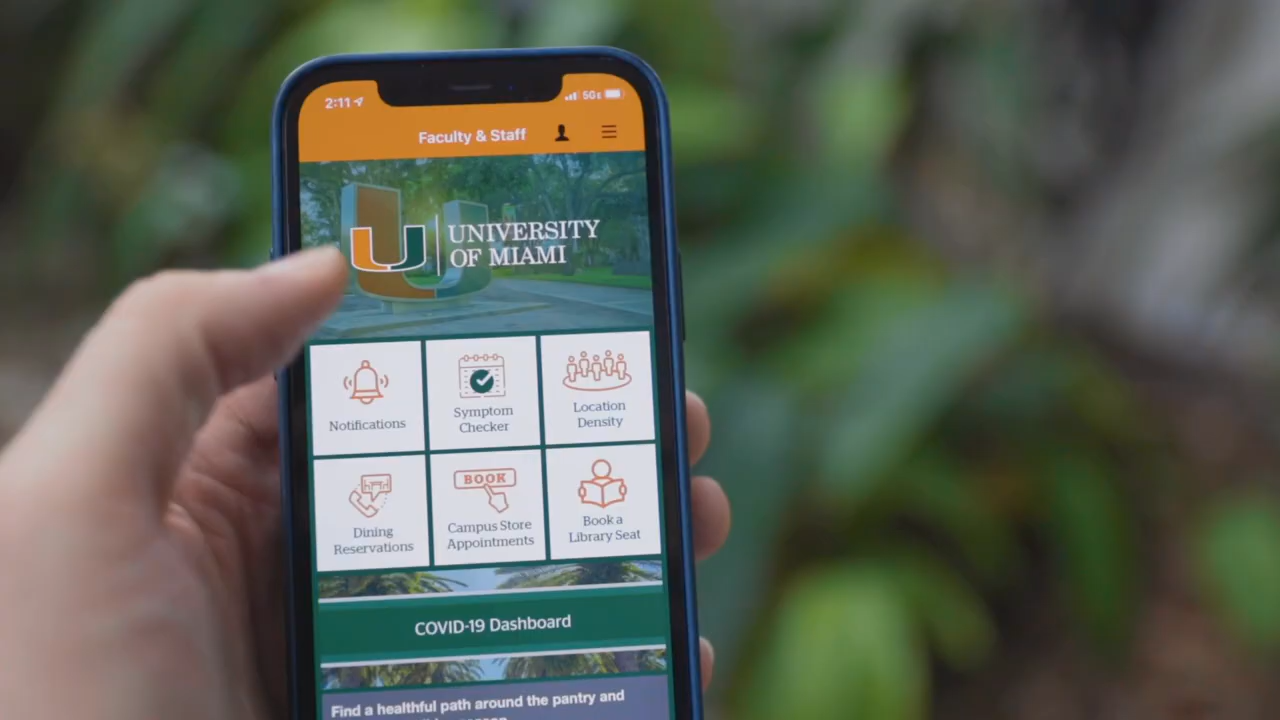 2:11
5GE
Faculty & Staff
UNIVERSITY
OF MIAMI
Notifications
Symptom
Checker
Location
Density
Dining
Reservations
BOOK
Campus Store
Appointments
Book a
Library Seat
COVID-19 Dashboard
Find a healthful path around the pantry and